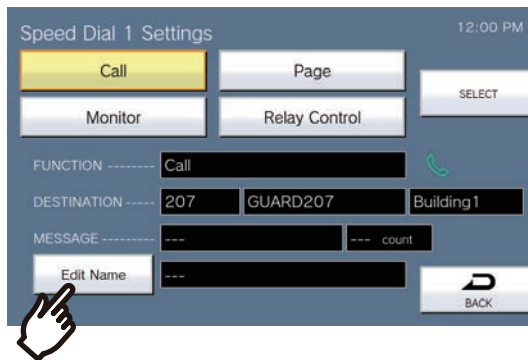 Speed Dial 1 Settings 12:00 PM
Call Page
SELECT
Monitor Relay Control
FUNCTION -------- Call
DESTINATION ----- 207 GUARD207 Building1
MESSAGE --------- --- --- count
Edit Name ---
BACK